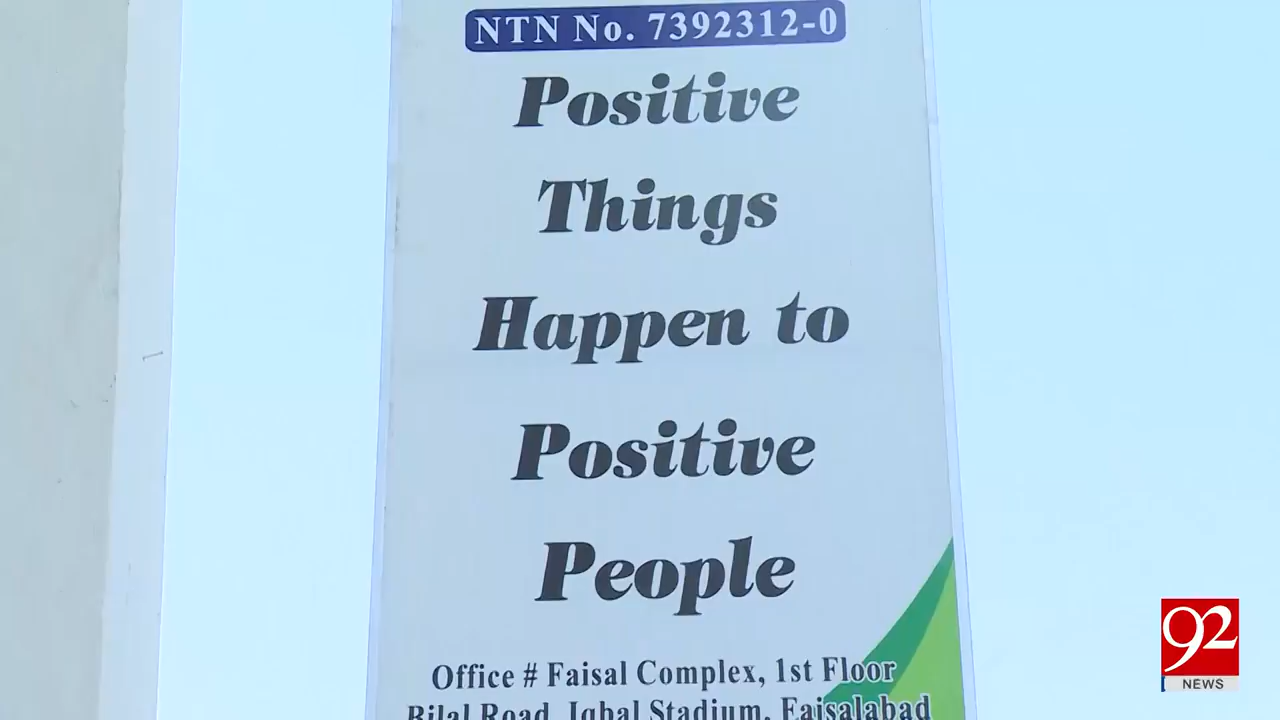 NTN No. 7392312-0
Positive
Things
Happen to
Positive
People
Office # Faisal Complex, 1st Floor
Bilal Road, Iqbal Stadium, Faisalabad
92
NEWS